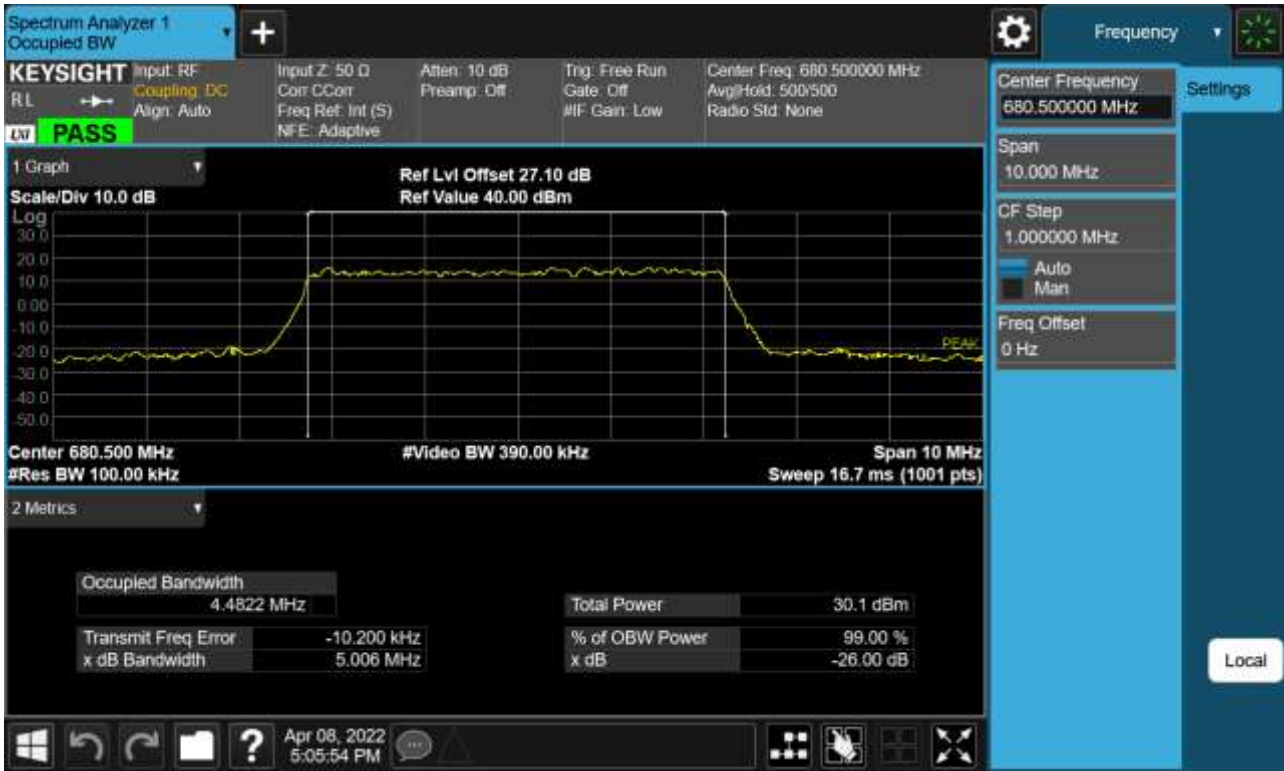 Spectrum Analyzer 1
Occupied BW
+
Frequency
KEYSIGHT
RL
LXI
PASS
Input: RF
Coupling: DC
Align: Auto
Input Z: 50 Ω
Corr CCorr
Freq Ref: Int (S)
NFE: Adaptive
Atten: 10 dB
Preamp: Off
Trig: Free Run
Gate: Off
#IF Gain: Low
Center Freq: 680.500000 MHz
Avg|Hold: 500/500
Radio Std: None
1 Graph
Scale/Div 10.0 dB
Ref Lvl Offset 27.10 dB
Ref Value 40.00 dBm
Log
30.0
20.0
10.0
0.00
-10.0
-20.0
-30.0
-40.0
-50.0
PEAK
Center 680.500 MHz
#Video BW 390.00 kHz
Span 10 MHz
#Res BW 100.00 kHz
Sweep 16.7 ms (1001 pts)
2 Metrics
Occupied Bandwidth
4.4822 MHz
Total Power 30.1 dBm
Transmit Freq Error -10.200 kHz
% of OBW Power 99.00 %
x dB Bandwidth 5.006 MHz
x dB -26.00 dB
Center Frequency
680.500000 MHz
Span
10.000 MHz
CF Step
1.000000 MHz
Auto
Man
Freq Offset
0 Hz
Settings
Local
?
Apr 08, 2022
5:05:54 PM